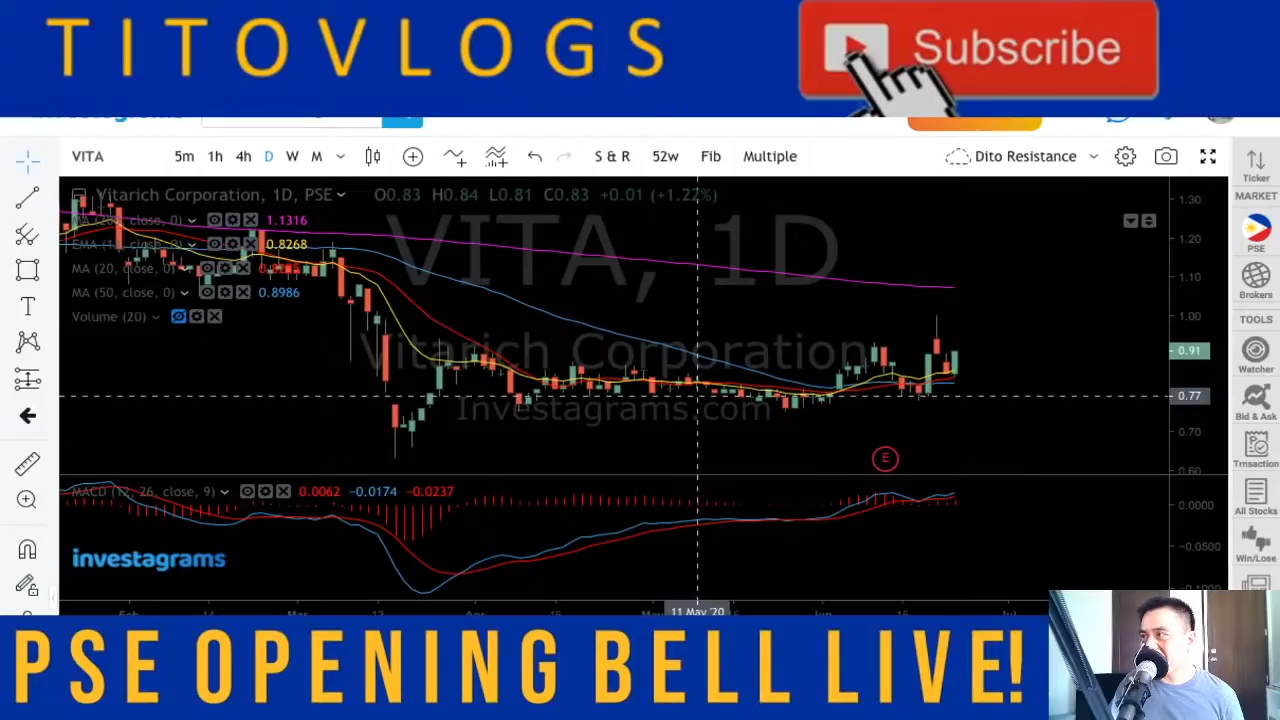 TITOVLOGS
Subscribe
VITA 5m 1h 4h D W M S & R 52w Fib Multiple Dito Resistance
Ticker
MARKET
PSE
Brokers
TOOLS
Watcher
Bid & Ask
Trnsaction
All Stocks
Win/Lose
Vitarich Corporation, 1D, PSE O0.83 H0.84 L0.81 C0.83 +0.01 (+1.22%)
close, 0) 1.1316
close, 0) 0.8268
MA (20, close, 0)
MA (50, close, 0) 0.8986
Volume (20)
VITA, 1D
Vitarich Corporation
Investagrams.com
E
1.30
1.20
1.10
1.00
0.91
0.77
0.70
0.60
MACD (12, 26, close, 9) 0.0062 −0.0174 −0.0237
0.0000
−0.0500
investagrams
11 May '20
PSE OPENING BELL LIVE!